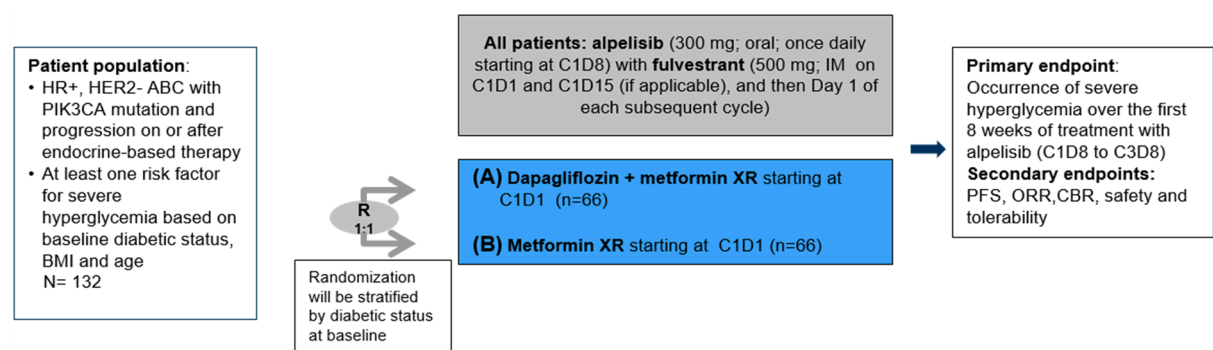 Patient population:
• HR+, HER2- ABC with
PIK3CA mutation and
progression on or after
endocrine-based therapy
• At least one risk factor
for severe
hyperglycemia based on
baseline diabetic status,
BMI and age
N= 132
R
1:1
Randomization
will be stratified
by diabetic status
at baseline
All patients: alpelisib (300 mg; oral; once daily
starting at C1D8) with fulvestrant (500 mg; IM on
C1D1 and C1D15 (if applicable), and then Day 1 of
each subsequent cycle)
(A) Dapagliflozin + metformin XR starting at
C1D1 (n=66)
(B) Metformin XR starting at C1D1 (n=66)
Primary endpoint:
Occurrence of severe
hyperglycemia over the first
8 weeks of treatment with
alpelisib (C1D8 to C3D8)
Secondary endpoints:
PFS, ORR,CBR, safety and
tolerability